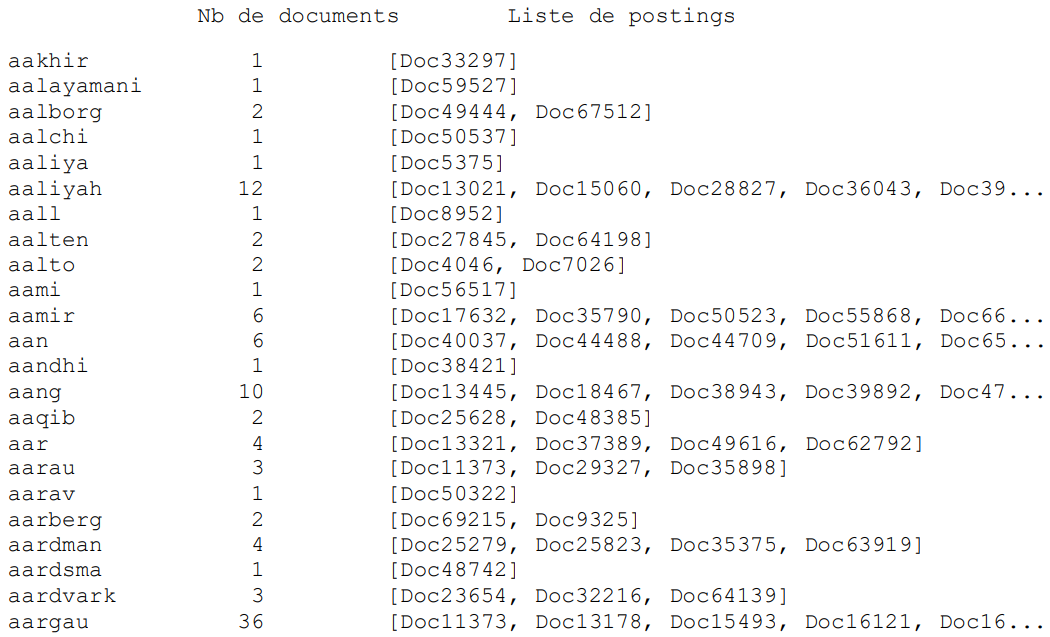 Nb de documents Liste de postings
aakhir 1 [Doc33297]
aalayamani 1 [Doc59527]
aalborg 2 [Doc49444, Doc67512]
aalchi 1 [Doc50537]
aaliya 1 [Doc5375]
aaliyah 12 [Doc13021, Doc15060, Doc28827, Doc36043, Doc39...
aall 1 [Doc8952]
aalten 2 [Doc27845, Doc64198]
aalto 2 [Doc4046, Doc7026]
aami 1 [Doc56517]
aamir 6 [Doc17632, Doc35790, Doc50523, Doc55868, Doc66...
aan 6 [Doc40037, Doc44488, Doc44709, Doc51611, Doc65...
aandhi 1 [Doc38421]
aang 10 [Doc13445, Doc18467, Doc38943, Doc39892, Doc47...
aaqib 2 [Doc25628, Doc48385]
aar 4 [Doc13321, Doc37389, Doc49616, Doc62792]
aarau 3 [Doc11373, Doc29327, Doc35898]
aarav 1 [Doc50322]
aarberg 2 [Doc69215, Doc9325]
aardman 4 [Doc25279, Doc25823, Doc35375, Doc63919]
aardsma 1 [Doc48742]
aardvark 3 [Doc23654, Doc32216, Doc64139]
aargau 36 [Doc11373, Doc13178, Doc15493, Doc16121, Doc16...